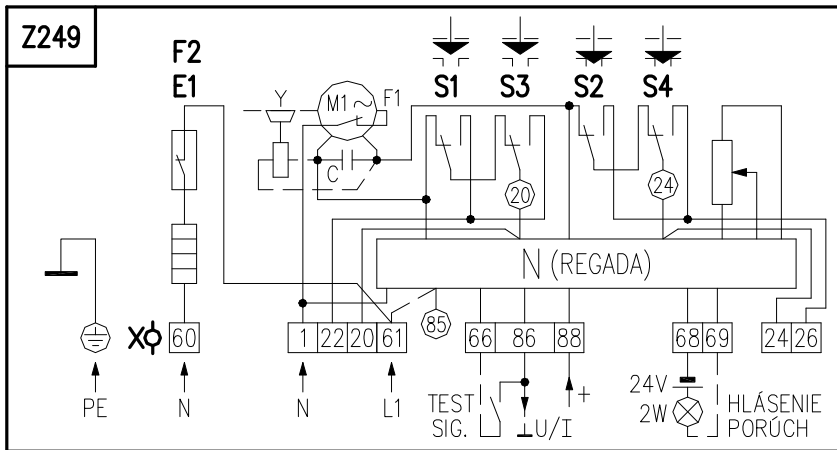 Z249
F2
E1
S1 S3 S2 S4
Y M1 F1
C
20 24
N (REGADA)
85
X 60 1 22 20 61 66 86 88 68 69 24 26
PE N N L1
TEST
SIG.
U/I
+
24V
2W
HLÁSENIE
PORÚCH